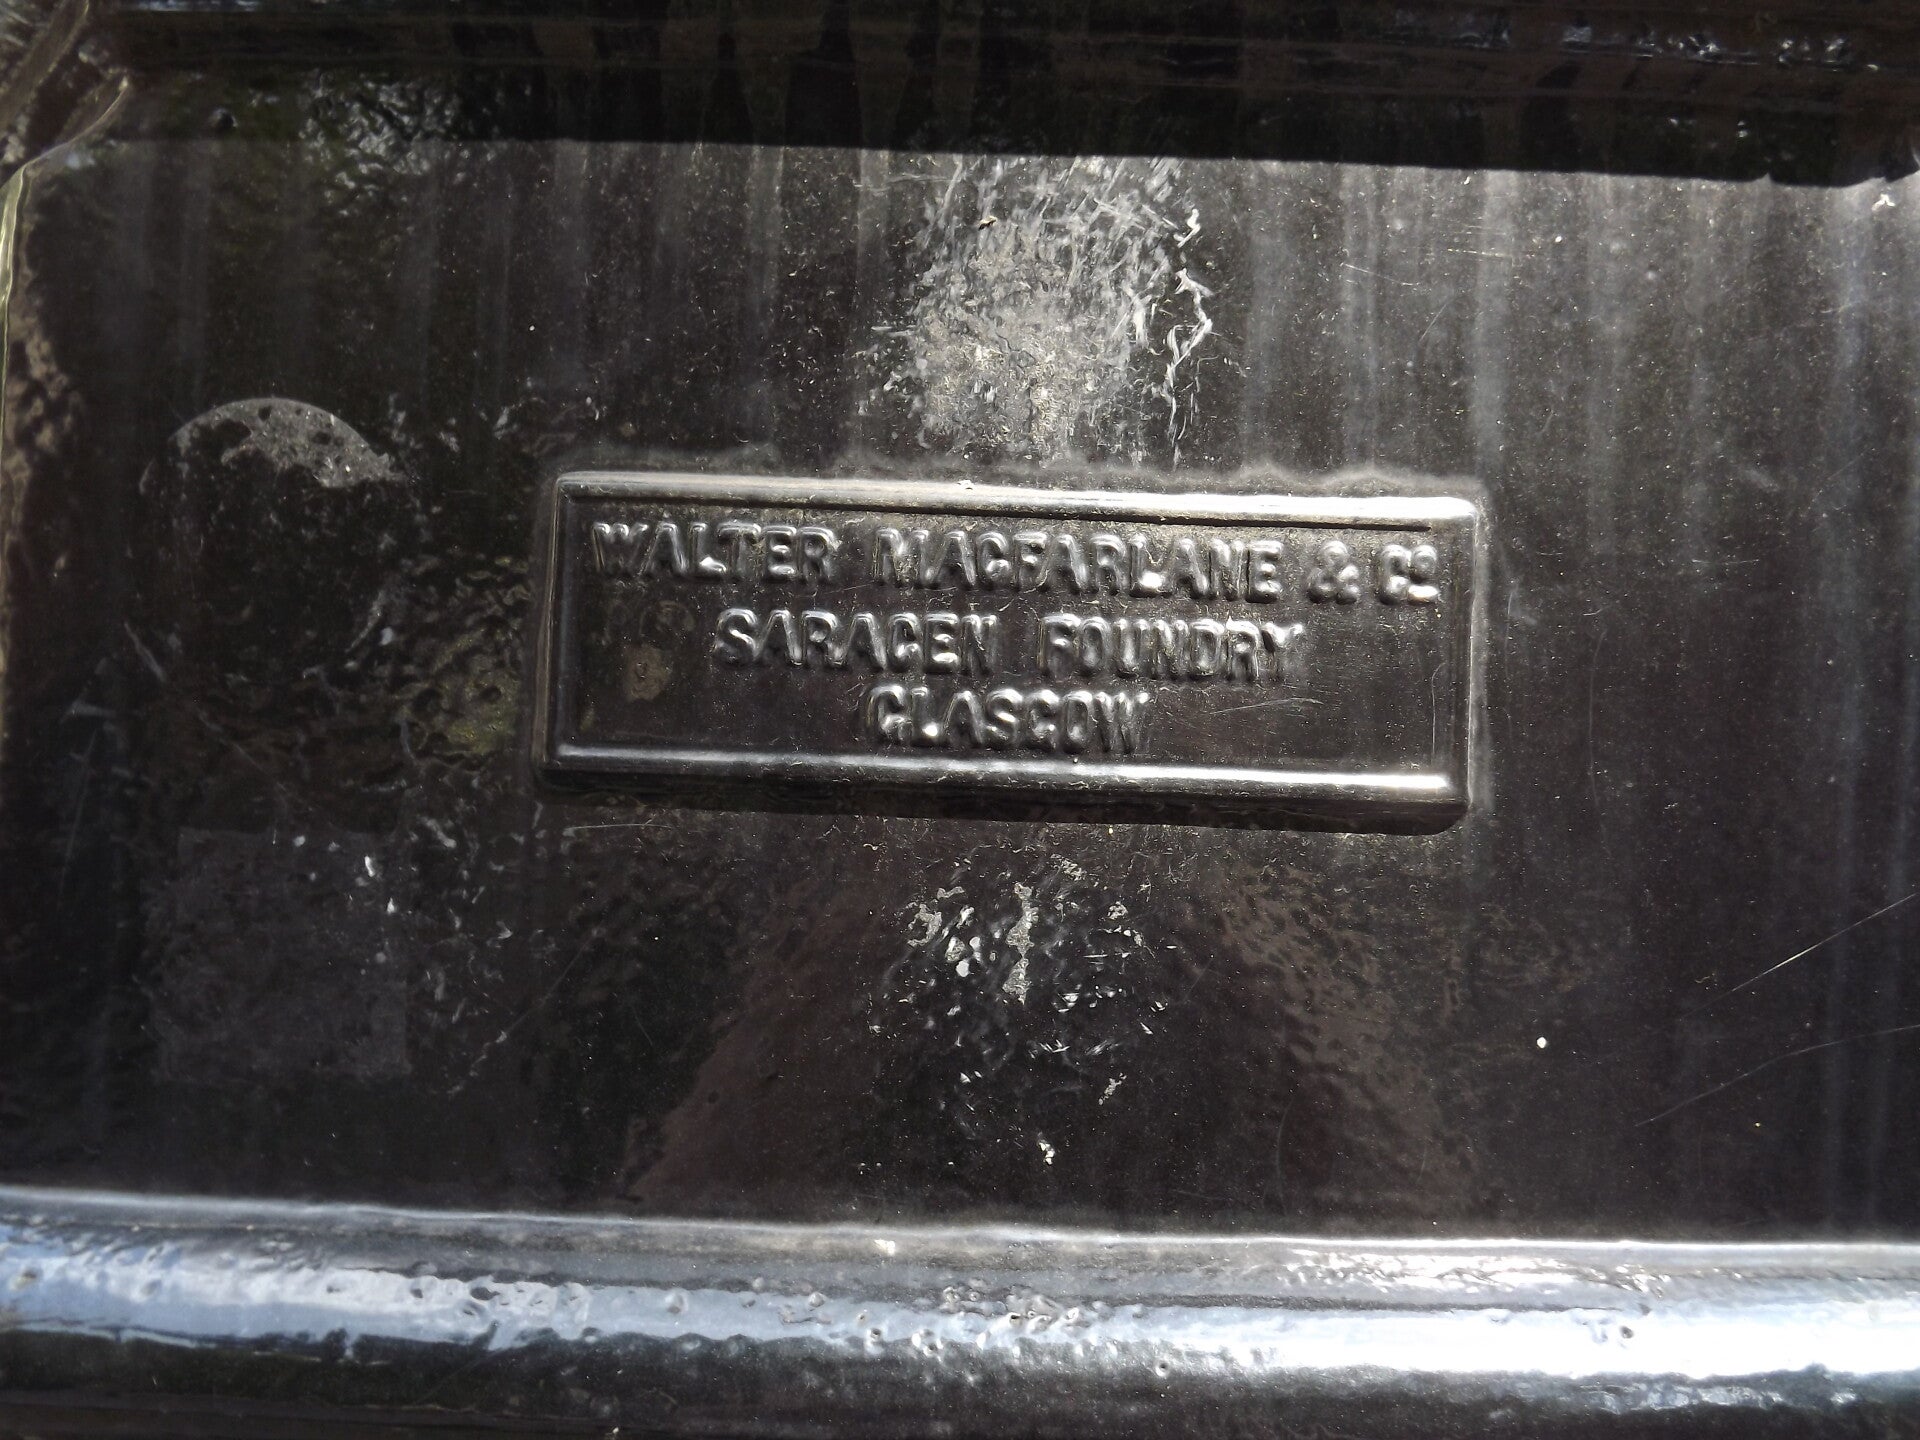 WALTER MACFARLANE & Cº
SARACEN FOUNDRY
GLASGOW